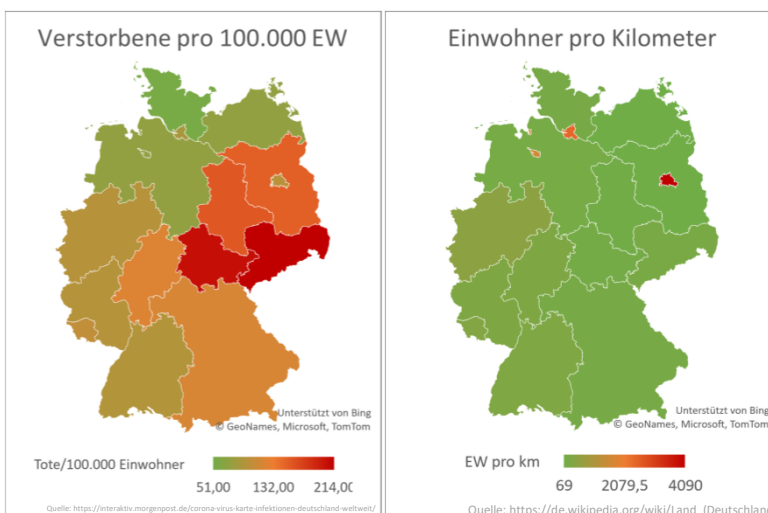 Verstorbene pro 100.000 EW
Unterstützt von Bing
© GeoNames, Microsoft, TomTom
Tote/100.000 Einwohner
51,00 132,00 214,0
Quelle: https://interaktiv.morgenpost.de/corona-virus-karte-infektionen-deutschland-weltweit/
Einwohner pro Kilometer
Unterstützt von Bing
© GeoNames, Microsoft, TomTom
EW pro km
69 2079,5 4090
Quelle: https://de.wikipedia.org/wiki/Land_(Deutschland